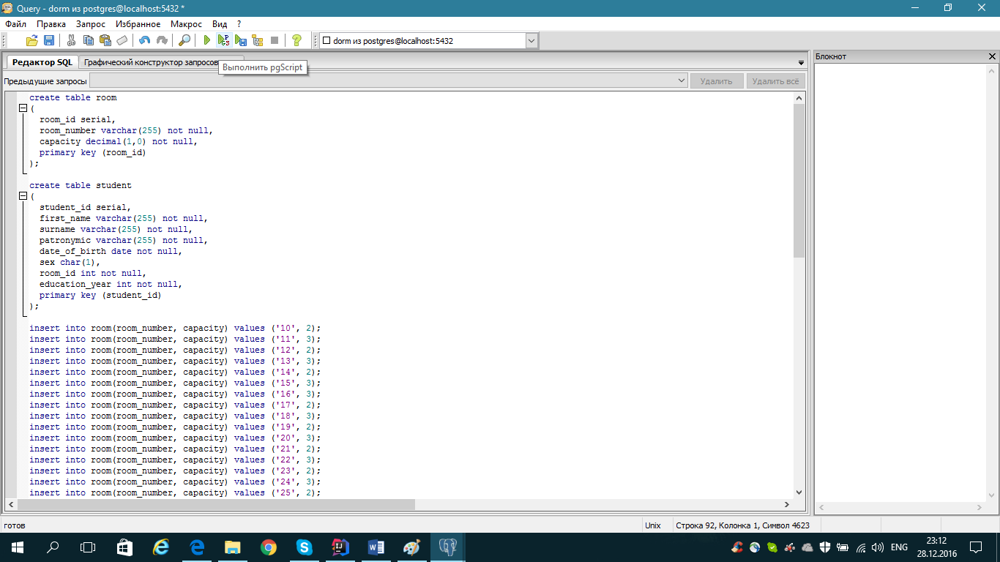 Query - dorm из postgres@localhost:5432 *
Файл Правка Запрос Избранное Макрос Вид ?
dorm из postgres@localhost:5432
Редактор SQL Графический конструктор запросов
Блокнот
Выполнить pgScript
Предыдущие запросы Удалить Удалить всё
create table room
(
room_id serial,
room_number varchar(255) not null,
capacity decimal(1,0) not null,
primary key (room_id)
);
create table student
(
student_id serial,
first_name varchar(255) not null,
surname varchar(255) not null,
patronymic varchar(255) not null,
date_of_birth date not null,
sex char(1),
room_id int not null,
education_year int not null,
primary key (student_id)
);
insert into room(room_number, capacity) values ('10', 2);
insert into room(room_number, capacity) values ('11', 3);
insert into room(room_number, capacity) values ('12', 2);
insert into room(room_number, capacity) values ('13', 3);
insert into room(room_number, capacity) values ('14', 2);
insert into room(room_number, capacity) values ('15', 3);
insert into room(room_number, capacity) values ('16', 3);
insert into room(room_number, capacity) values ('17', 2);
insert into room(room_number, capacity) values ('18', 3);
insert into room(room_number, capacity) values ('19', 2);
insert into room(room_number, capacity) values ('20', 3);
insert into room(room_number, capacity) values ('21', 2);
insert into room(room_number, capacity) values ('22', 3);
insert into room(room_number, capacity) values ('23', 2);
insert into room(room_number, capacity) values ('24', 3);
insert into room(room_number, capacity) values ('25', 2);
готов Unix Строка 92, Колонка 1, Символ 4623
ENG 23:12
28.12.2016